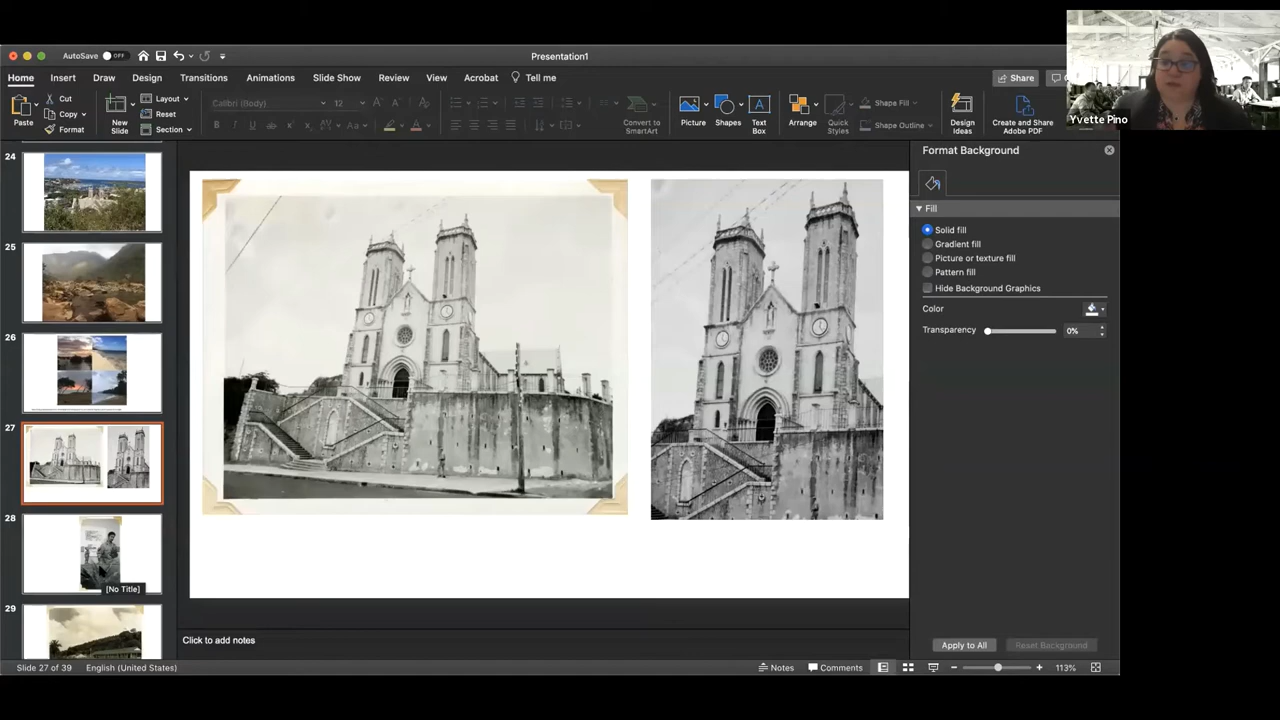 AutoSave OFF
Presentation1
Home Insert Draw Design Transitions Animations Slide Show Review View Acrobat Tell me
Share
Yvette Pino
Paste
Cut
Copy
Format
New Slide
Layout
Reset
Section
Calibri (Body) 12
Convert to SmartArt
Picture
Shapes
Text Box
Arrange
Quick Styles
Shape Fill
Shape Outline
Design Ideas
Create and Share Adobe PDF
24
25
26
27
28
[No Title]
29
Format Background
Fill
Solid fill
Gradient fill
Picture or texture fill
Pattern fill
Hide Background Graphics
Color
Transparency 0%
Apply to All Reset Background
Click to add notes
Slide 27 of 39 English (United States) Notes Comments 113%